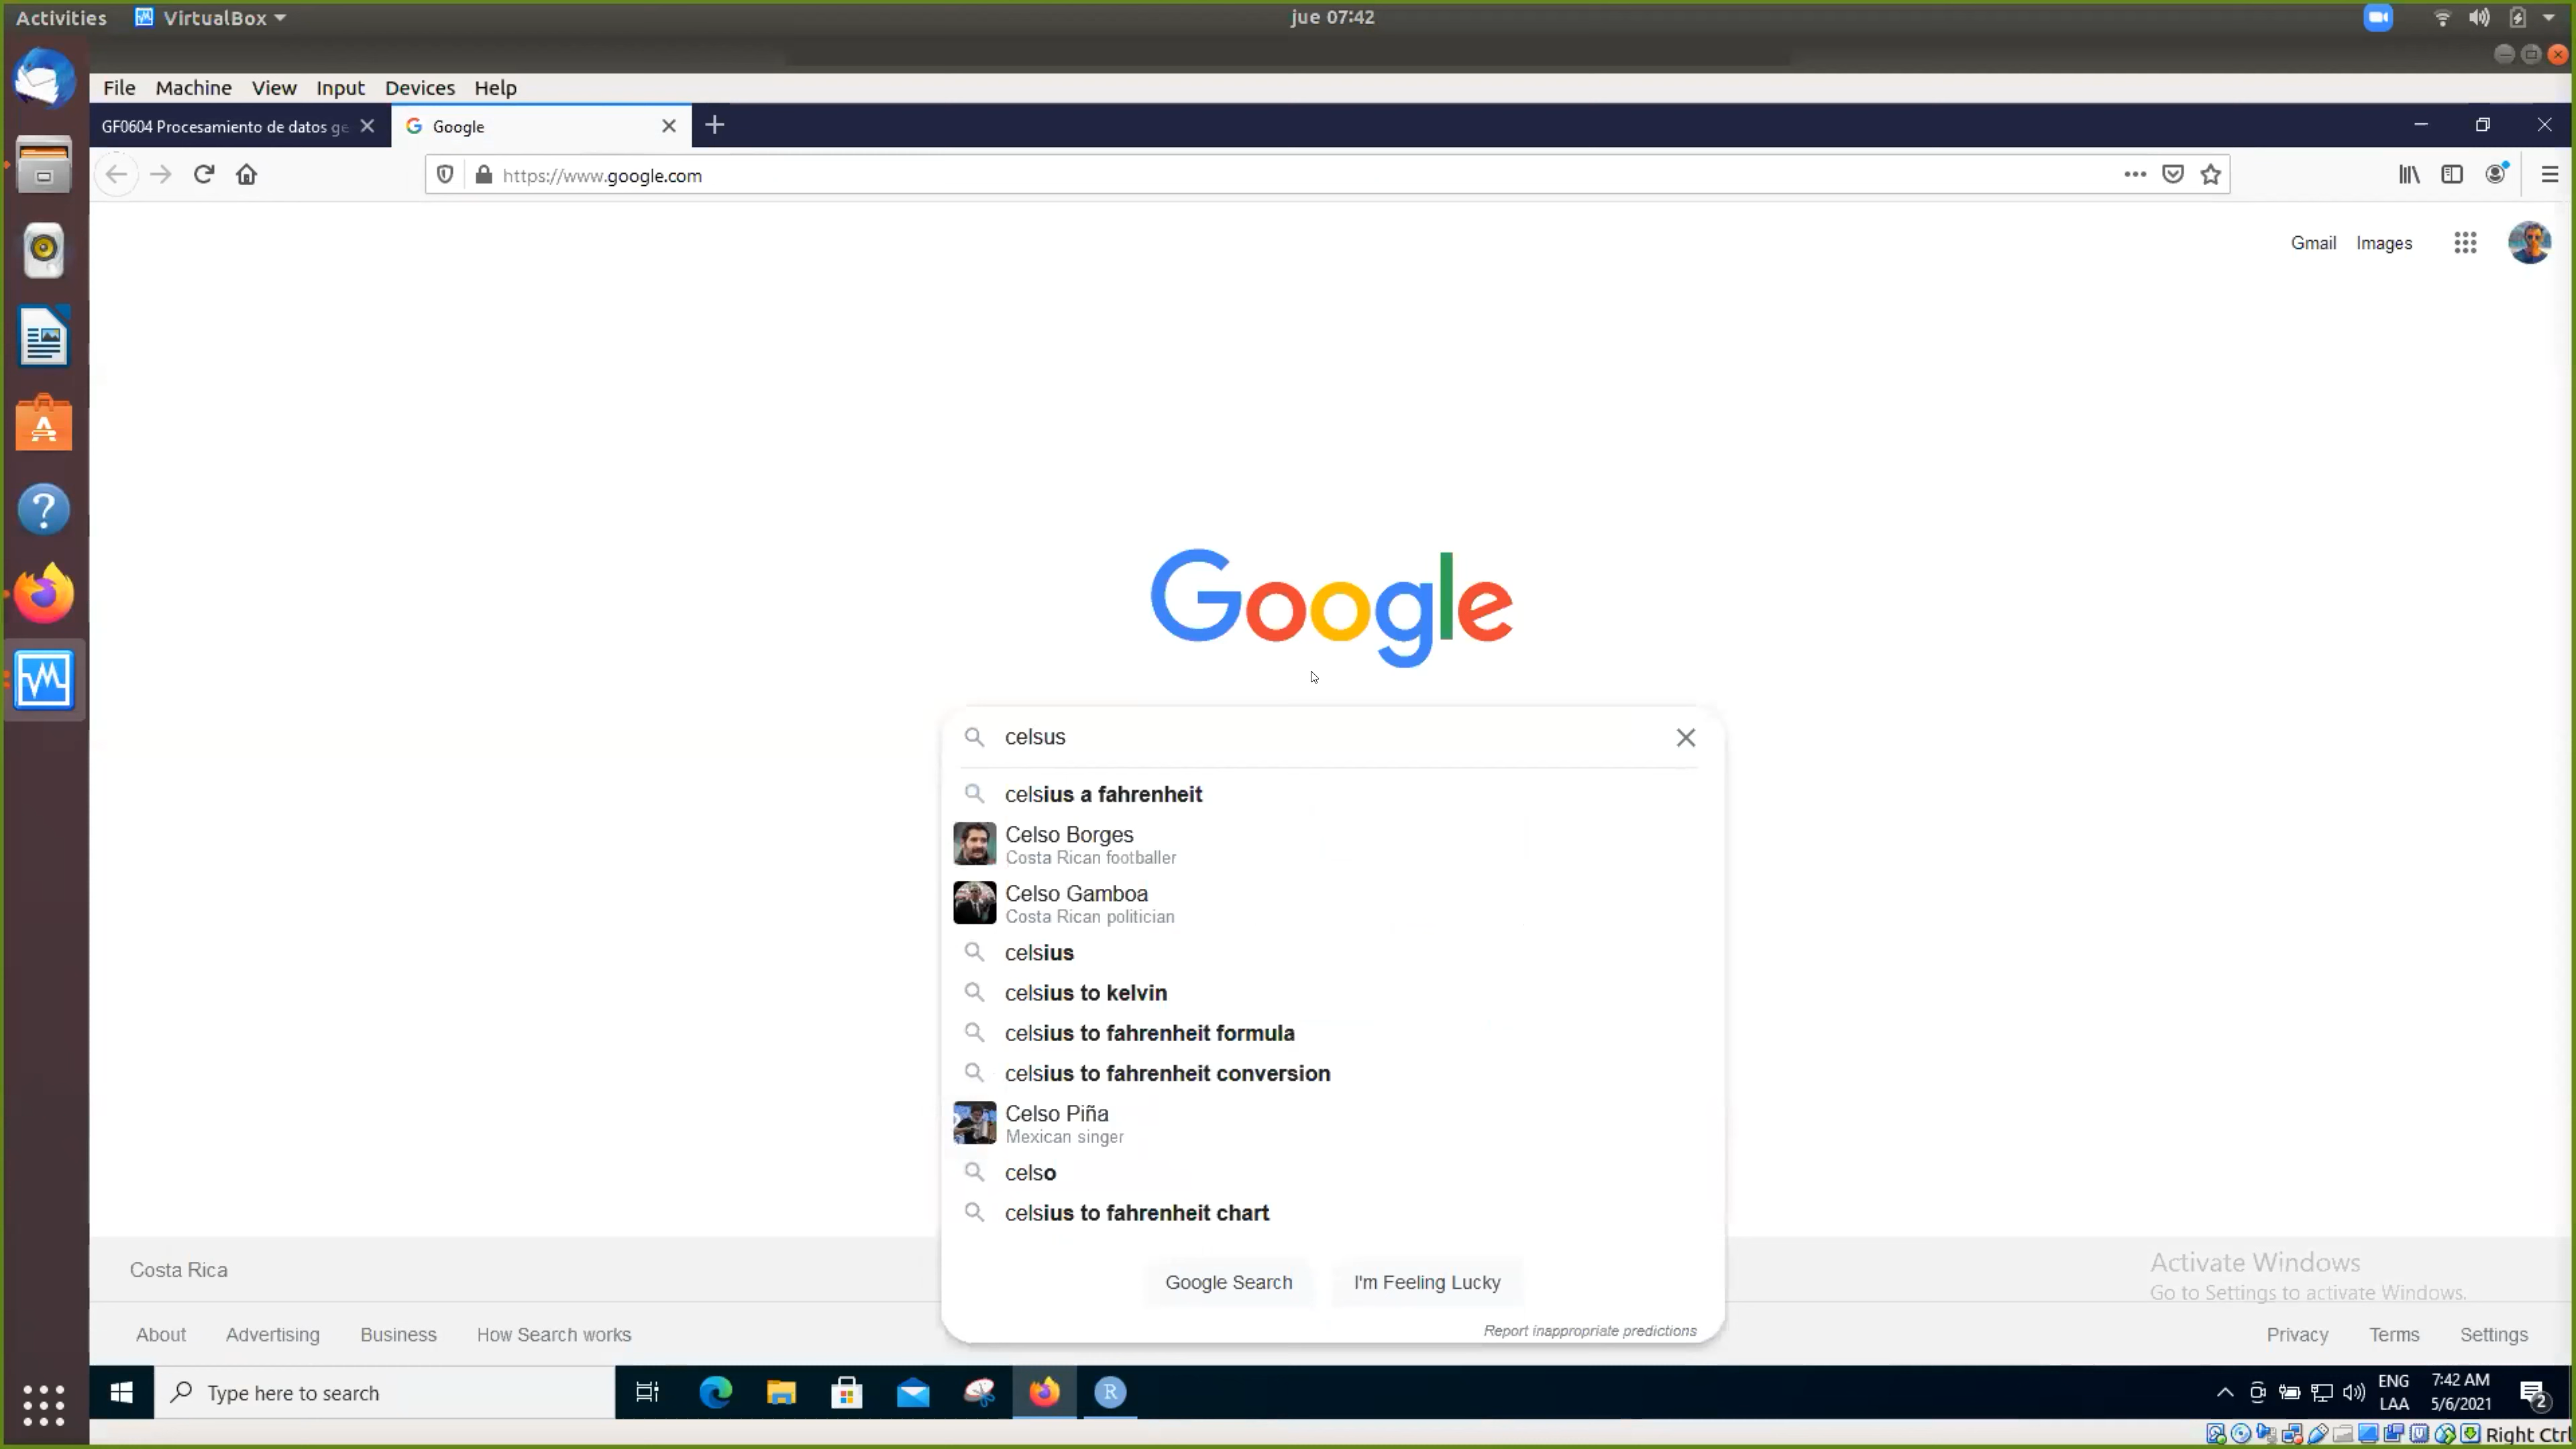 Activities VirtualBox jue 07:42
File Machine View Input Devices Help
GF0604 Procesamiento de datos ge Google
https://www.google.com
Gmail Images
Google
celsus
celsius a fahrenheit
Celso Borges
Costa Rican footballer
Celso Gamboa
Costa Rican politician
celsius
celsius to kelvin
celsius to fahrenheit formula
celsius to fahrenheit conversion
Celso Piña
Mexican singer
celso
celsius to fahrenheit chart
Google Search I'm Feeling Lucky
Report inappropriate predictions
Costa Rica
Activate Windows
Go to Settings to activate Windows.
About Advertising Business How Search works Privacy Terms Settings
Type here to search R ENG 7:42 AM
LAA 5/6/2021 2
Right Ctrl